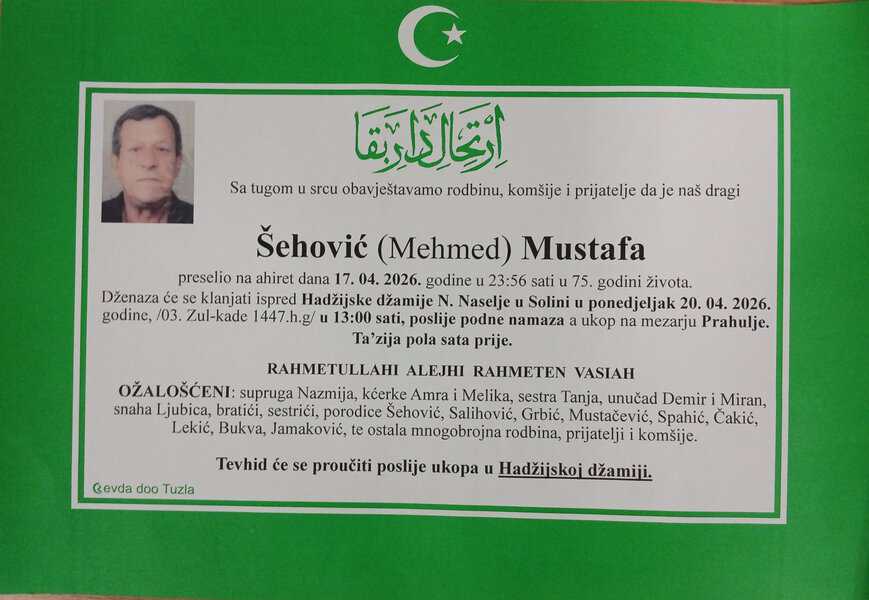 اِرْتِحَالِ دَارِ بَقَا
Sa tugom u srcu obavještavamo rodbinu, komšije i prijatelje da je naš dragi
Šehović (Mehmed) Mustafa
preselio na ahiret dana 17. 04. 2026. godine u 23:56 sati u 75. godini života.
Dženaza će se klanjati ispred Hadžijske džamije N. Naselje u Solini u ponedjeljak 20. 04. 2026.
godine, /03. Zul-kade 1447.h.g/ u 13:00 sati, poslije podne namaza a ukop na mezarju Prahulje.
Ta’zija pola sata prije.
RAHMETULLAHI ALEJHI RAHMETEN VASIAH
OŽALOŠĆENI: supruga Nazmija, kćerke Amra i Melika, sestra Tanja, unučad Demir i Miran,
snaha Ljubica, bratići, sestrići, porodice Šehović, Salihović, Grbić, Mustačević, Spahić, Čakić,
Lekić, Bukva, Jamaković, te ostala mnogobrojna rodbina, prijatelji i komšije.
Tevhid će se proučiti poslije ukopa u Hadžijskoj džamiji.
evda doo Tuzla